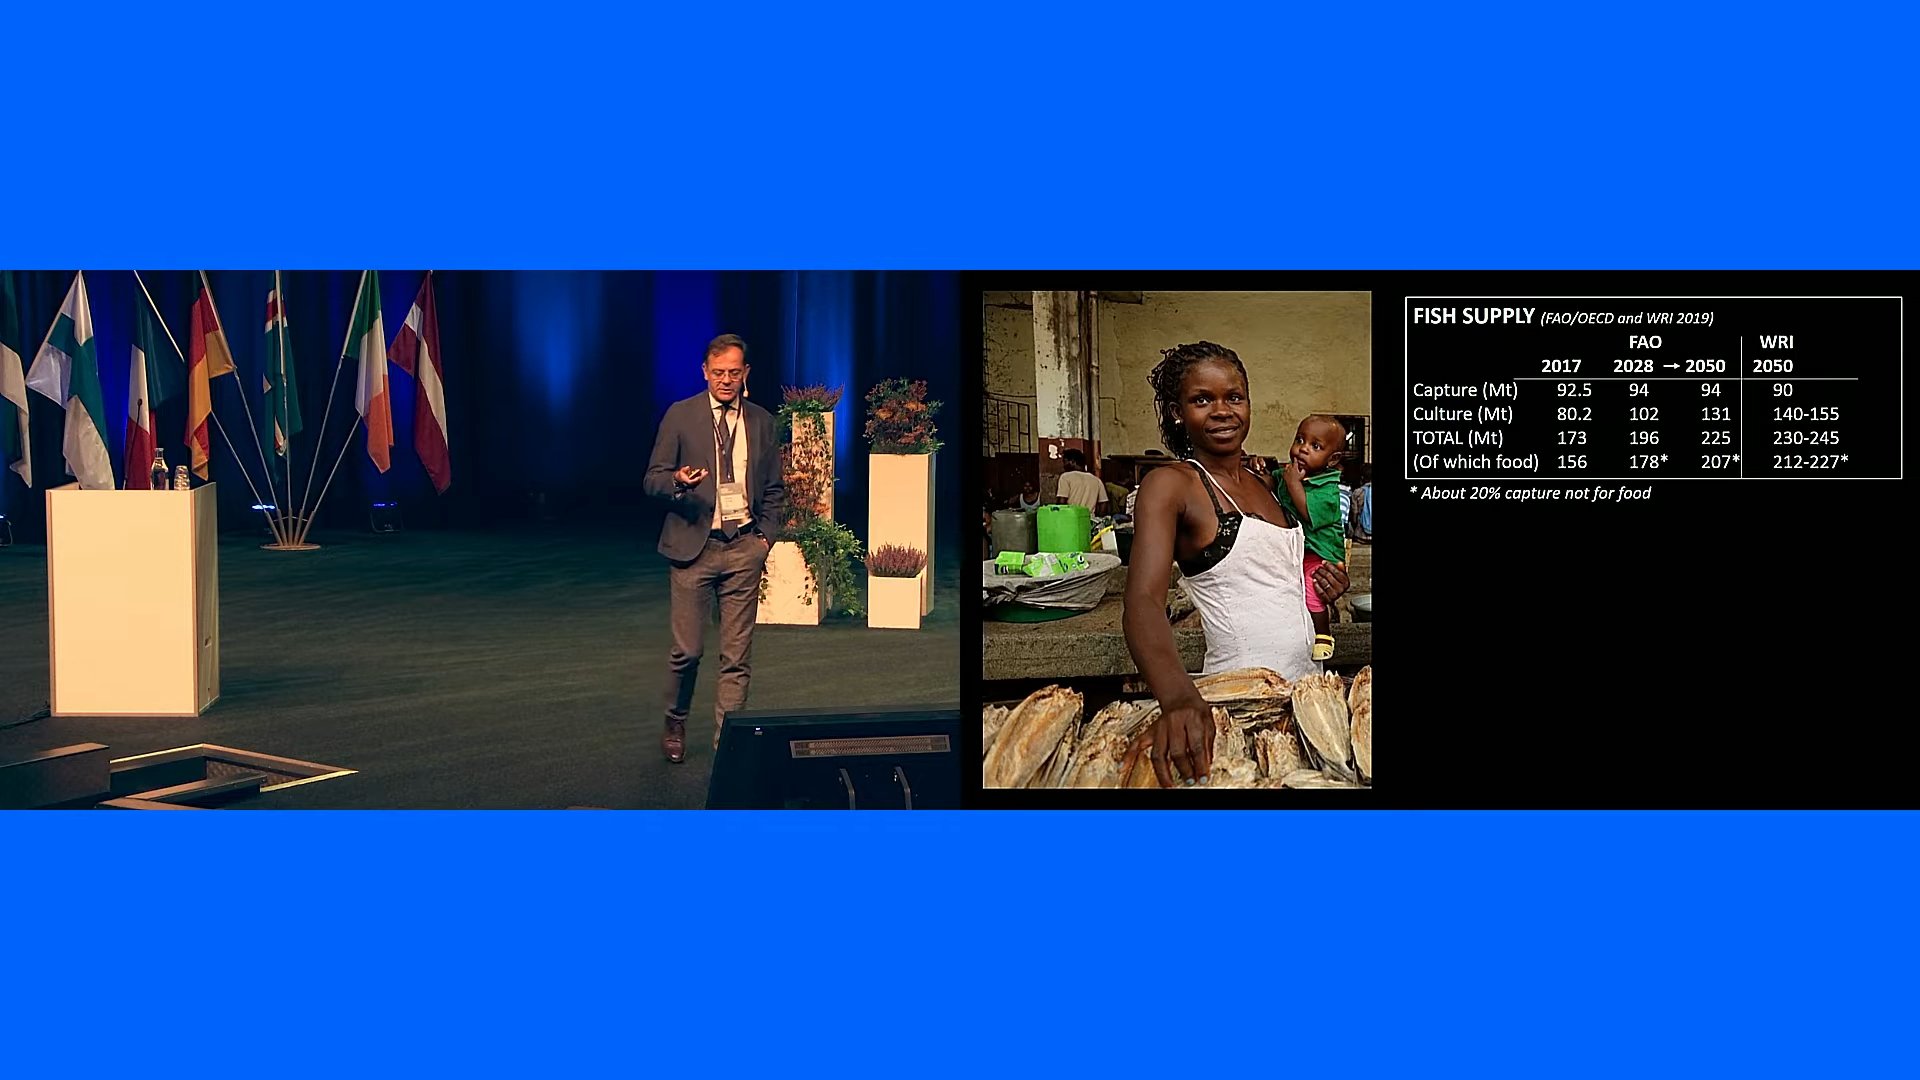 FISH SUPPLY (FAO/OECD and WRI 2019)
FAO WRI
2017 2028 → 2050 2050
Capture (Mt) 92.5 94 94 90
Culture (Mt) 80.2 102 131 140-155
TOTAL (Mt) 173 196 225 230-245
(Of which food) 156 178* 207* 212-227*
* About 20% capture not for food